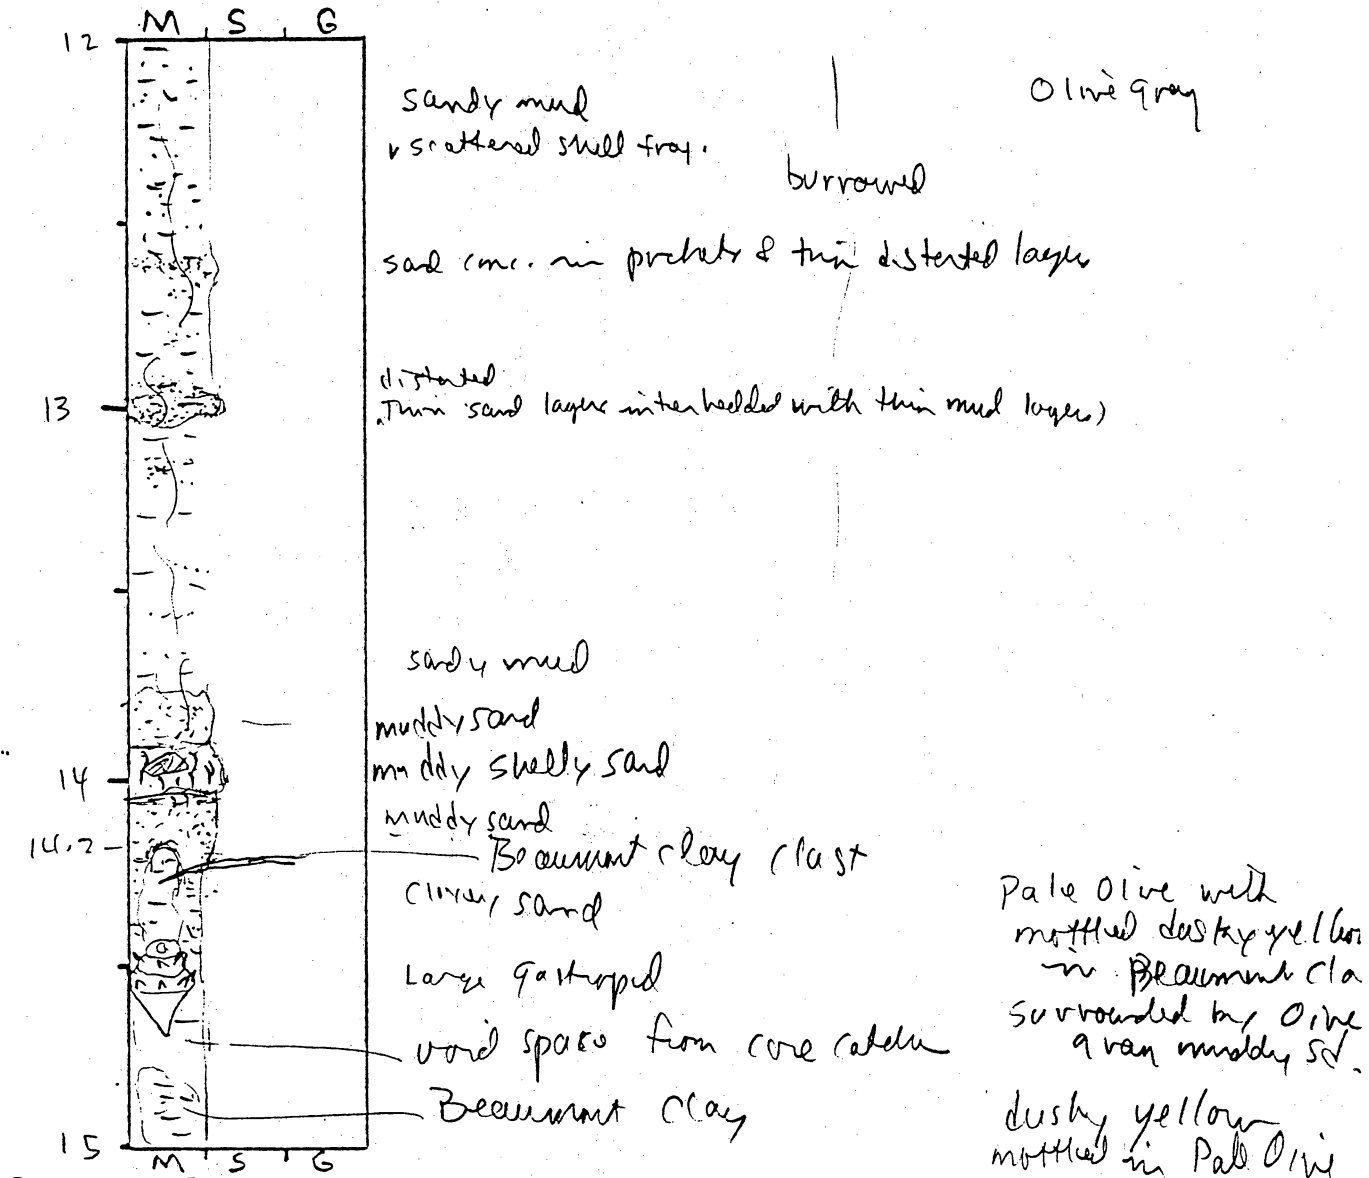 M S G
12
sandy mud
Olive gray
scattered shell frag.
burrowed
sand conc. in pockets & thin distorted layers
distorted
13
Thin sand layers interbedded with thin mud layers)
sandy mud
muddy sand
14
muddy shelly sand
muddy sand
14.2
Beaumont clay clast
clayey sand
Pale Olive with
mottled dusky yellow
in Beaumont Cla
Large gastropod
surrounded by Olive
gray muddy sd.
void space from core catcher
Beaumont Clay
dusky yellow
mottled in Pale Olive
15
M S G